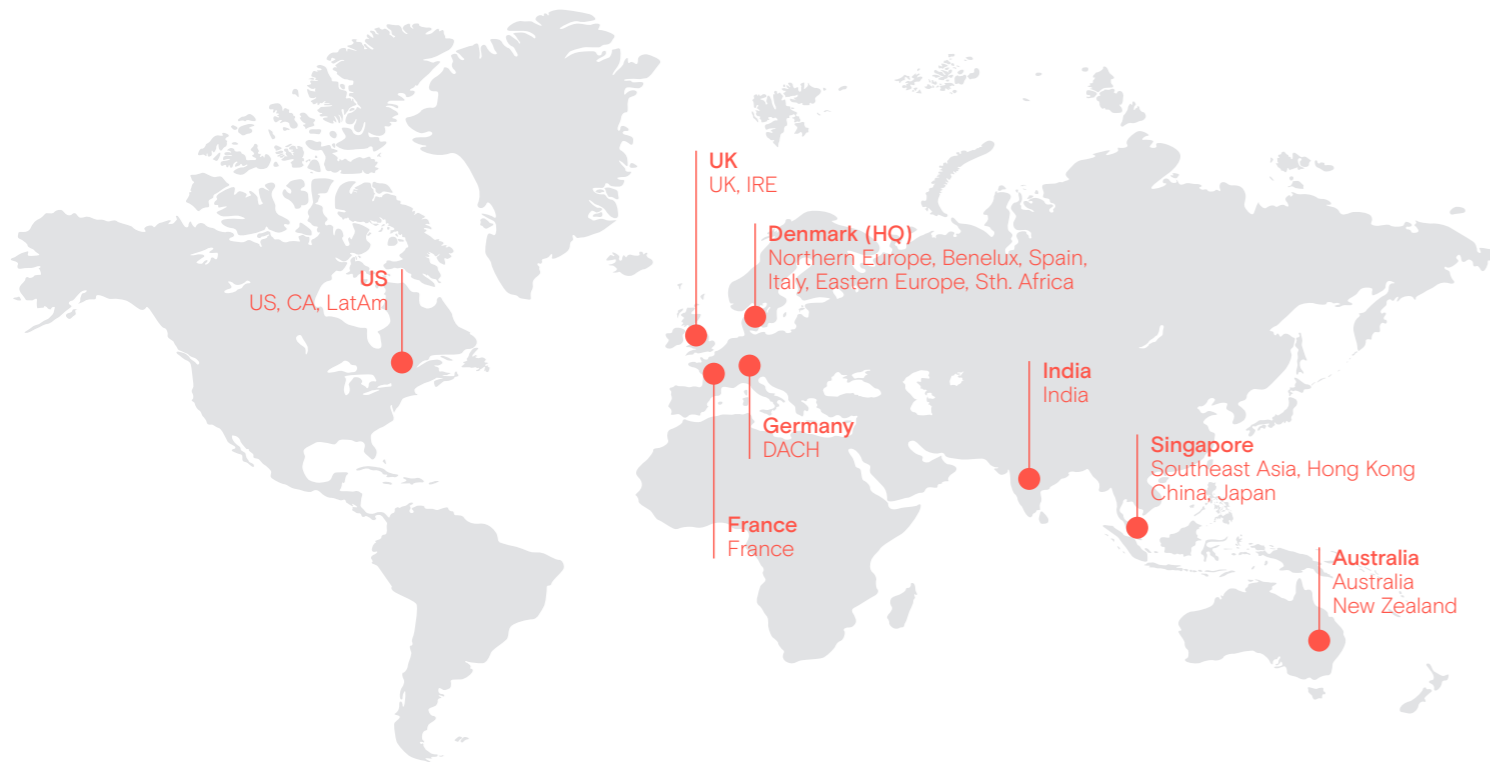 UK
UK, IRE
Denmark (HQ)
Northern Europe, Benelux, Spain,
Italy, Eastern Europe, Sth. Africa
US
US, CA, LatAm
India
India
Germany
DACH
Singapore
Southeast Asia, Hong Kong
China, Japan
France
France
Australia
Australia
New Zealand